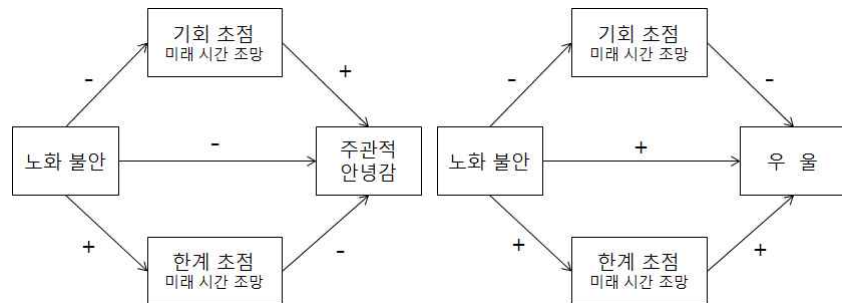 기회 초점
미래 시간 조망
-
+
노화 불안
-
주관적
안녕감
+
-
한계 초점
미래 시간 조망
기회 초점
미래 시간 조망
-
-
노화 불안
+
우 울
+
+
한계 초점
미래 시간 조망